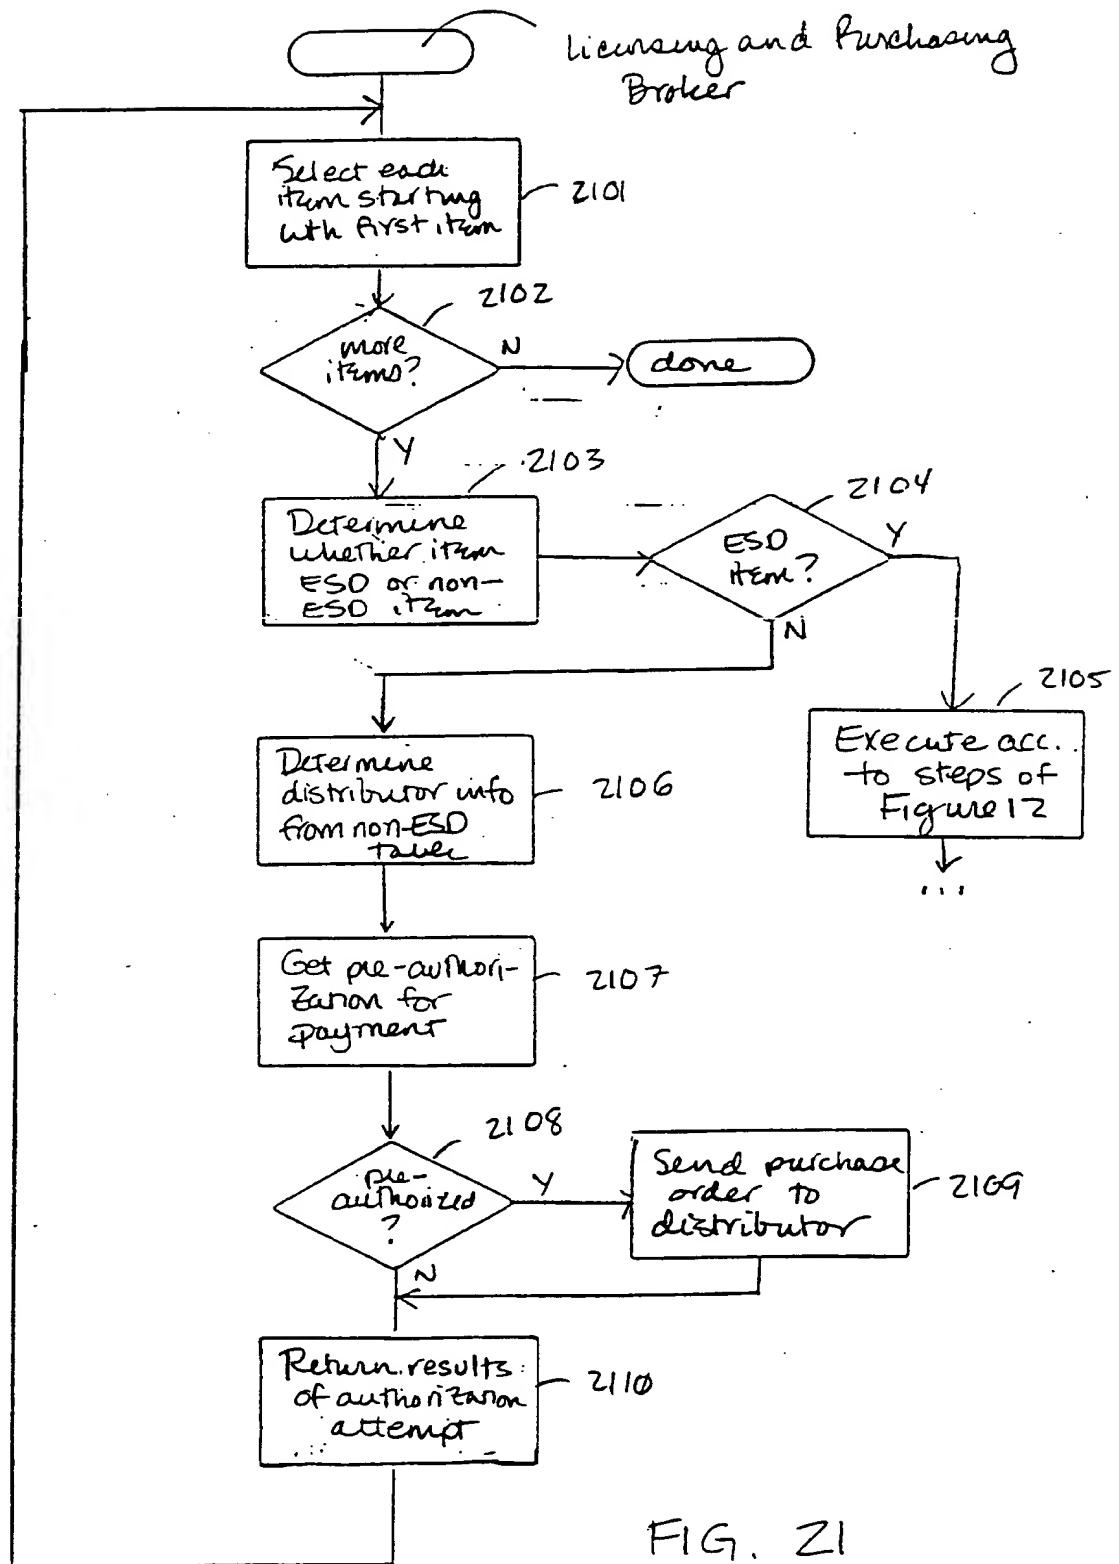 Licensing and Purchasing
Broker
Select each
item starting
with first item
2101
2102
more
items?
N
done
Y
2103
Determine
whether item
ESD or non-
ESD item
2104
ESD
item?
Y
N
2105
Execute acc.
to steps of
Figure 12
...
Determine
distributor info
from non-ESD
table
2106
Get pre-authori-
zation for
payment
2107
2108
pre-
authorized
?
Y
N
Send purchase
order to
distributor
2109
Return results
of authorization
attempt
2110
FIG. 21